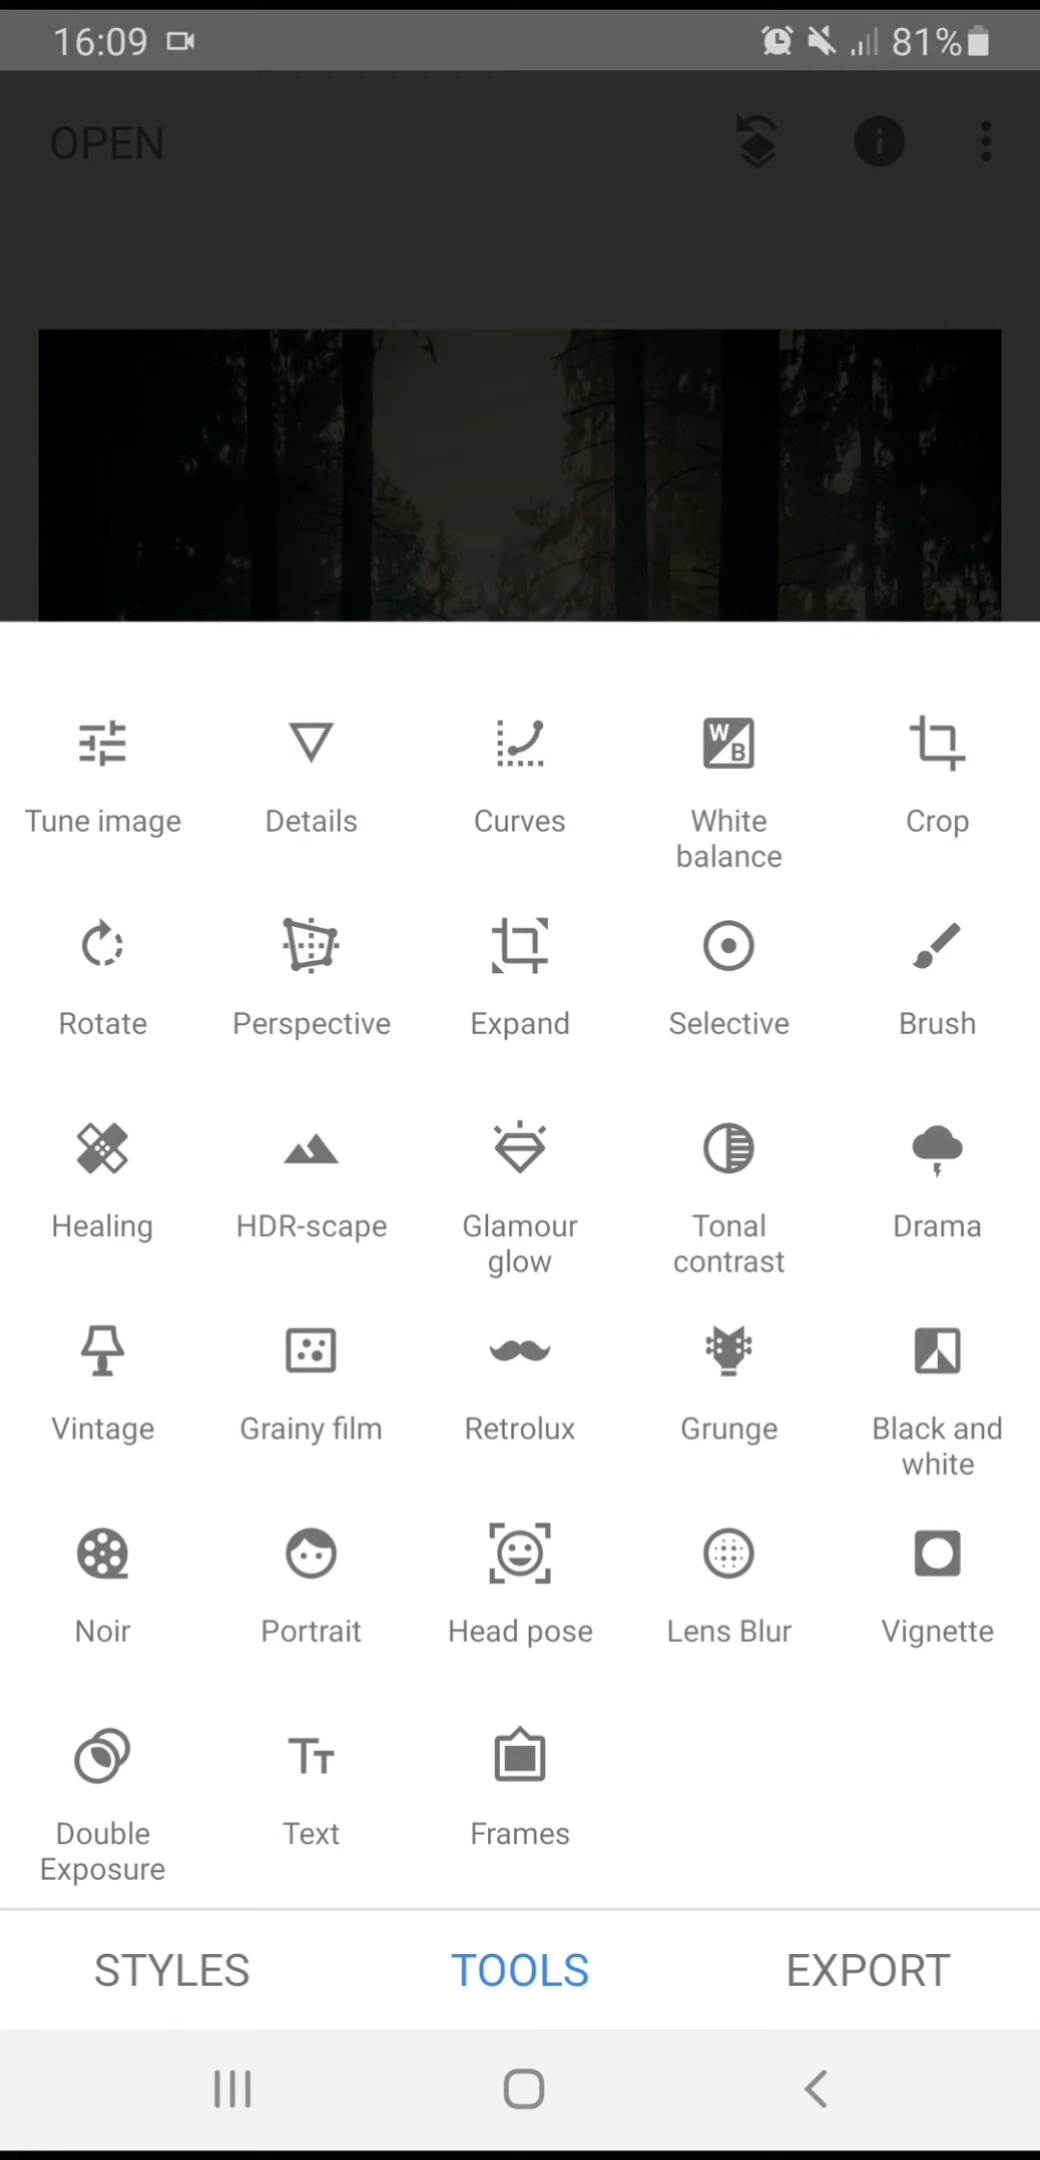 16:09 81%
OPEN
Tune image Details Curves White balance Crop
Rotate Perspective Expand Selective Brush
Healing HDR-scape Glamour glow Tonal contrast Drama
Vintage Grainy film Retrolux Grunge Black and white
Noir Portrait Head pose Lens Blur Vignette
Double Exposure Text Frames
STYLES TOOLS EXPORT